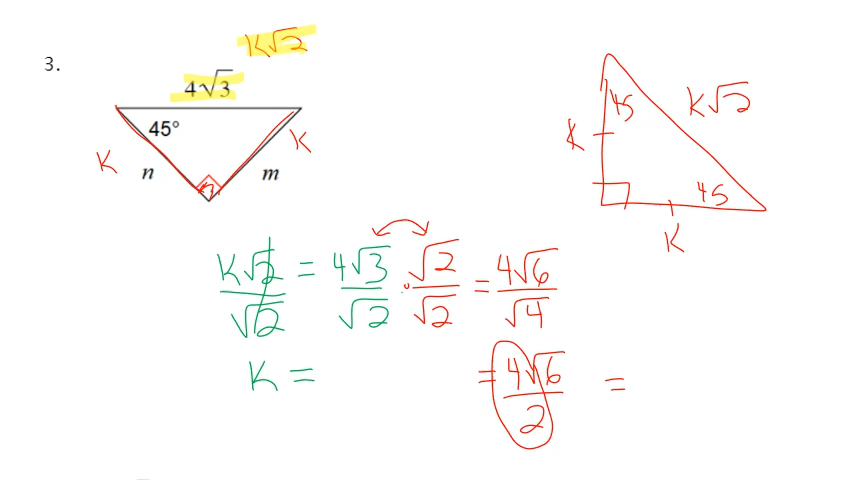 K√2
3.
4√3
45°
K
K
n
m
45
K√2
K
45
K
K√2/√2 = 4√3/√2 · √2/√2 = 4√6/√4
K =
= 4√6/2 =